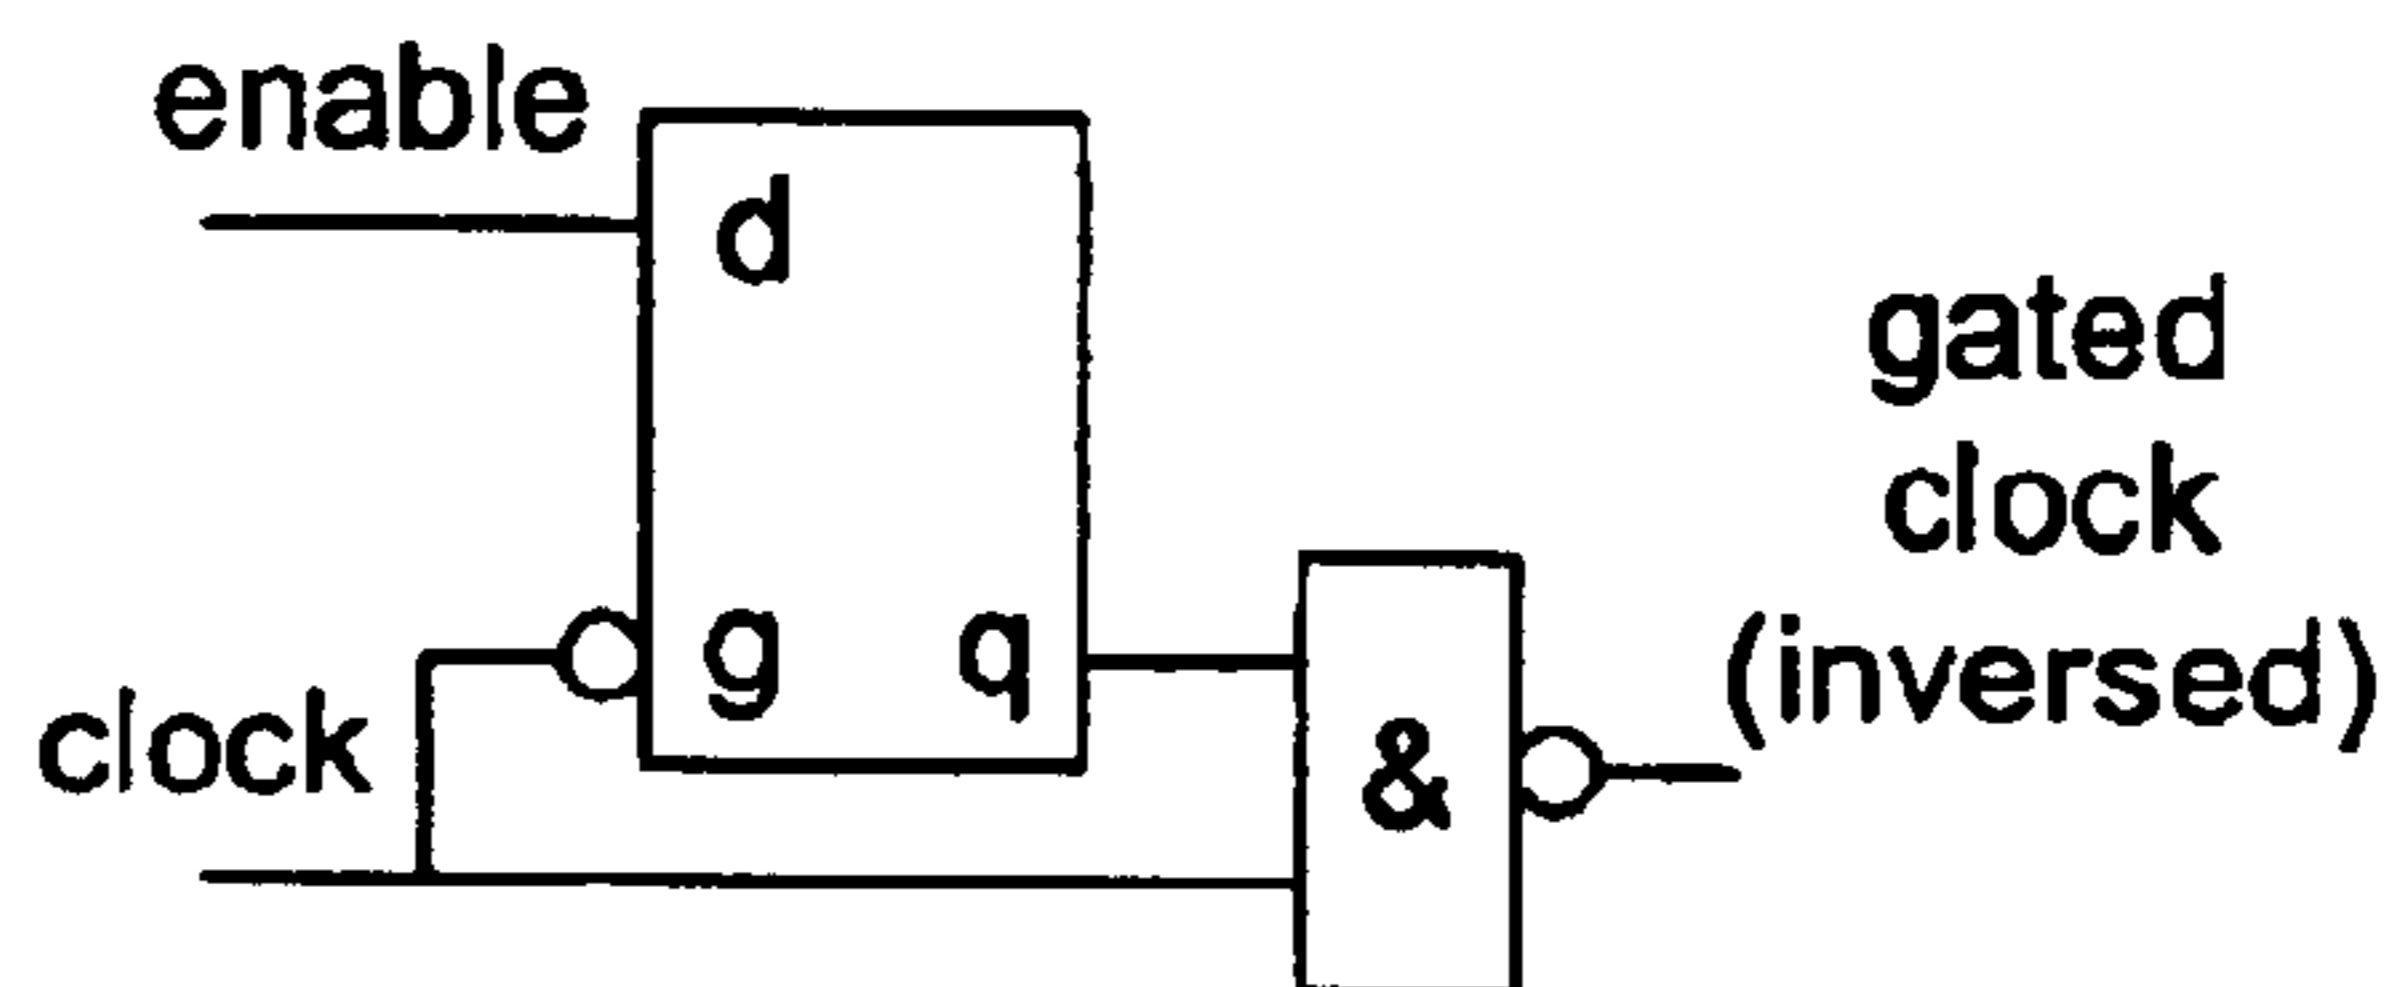 enable
d
gated
clock
(inversed)
g
q
clock
&